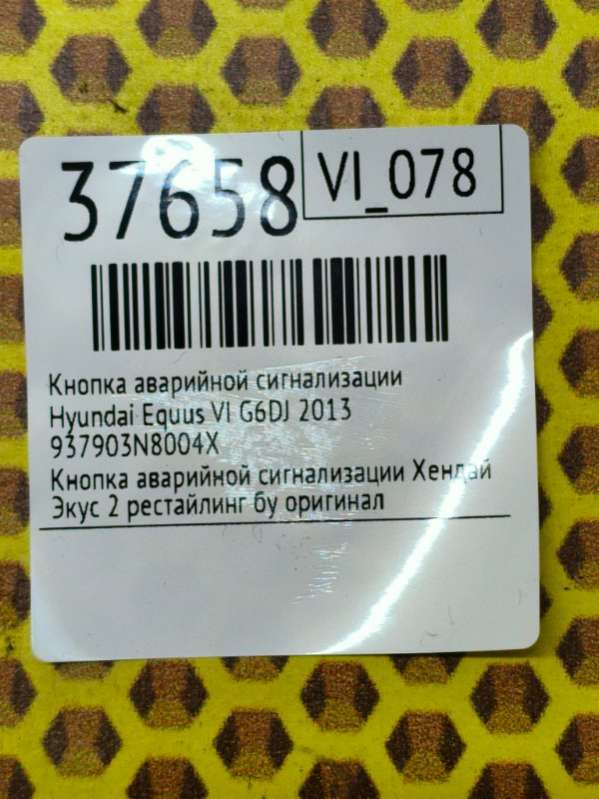 37658
VI_078
Кнопка аварийной сигнализации
Hyundai Equus VI G6DJ 2013
937903N8004X
Кнопка аварийной сигнализации Хендай
Экус 2 рестайлинг бу оригинал